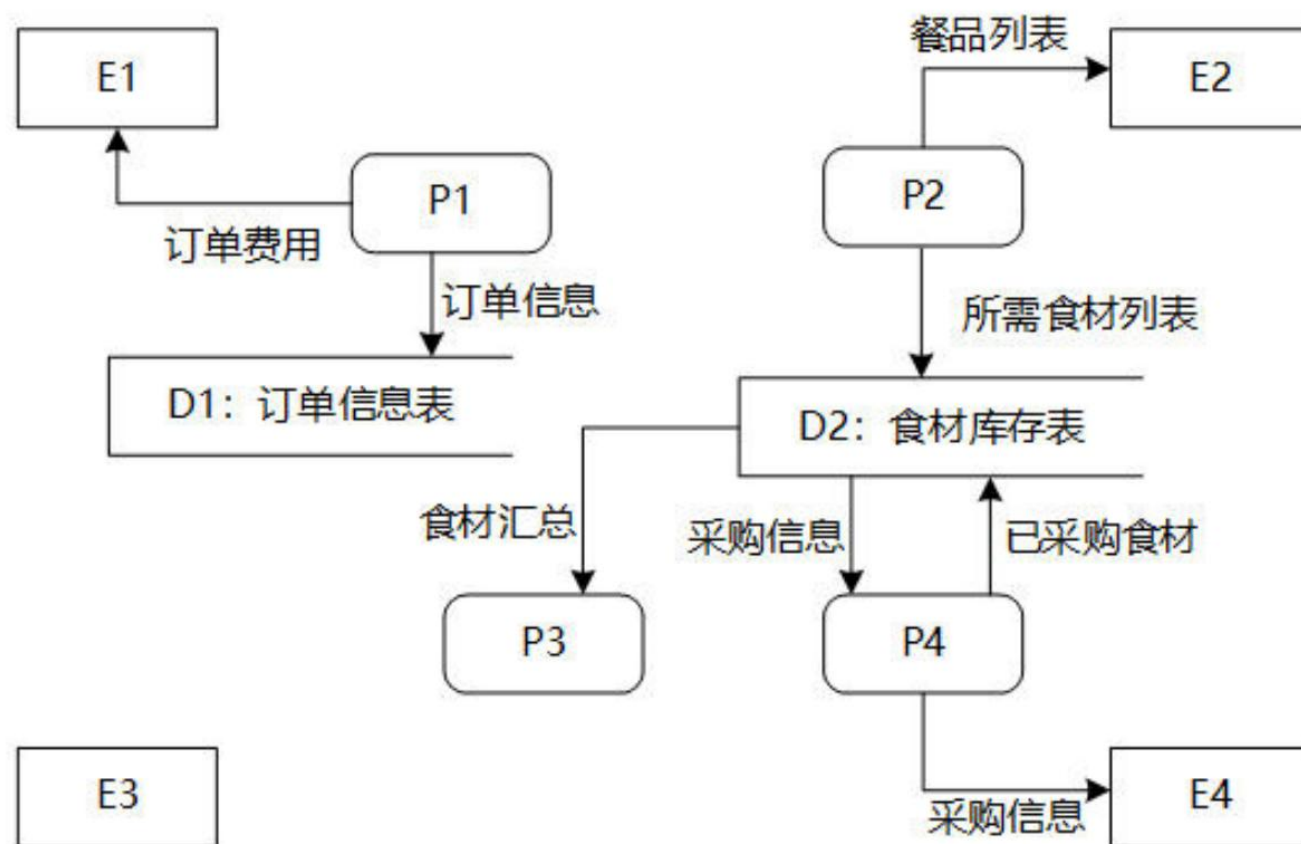 餐品列表
E1
E2
P1
P2
订单费用
订单信息
所需食材列表
D1：订单信息表
D2：食材库存表
食材汇总
采购信息
已采购食材
P3
P4
E3
E4
采购信息